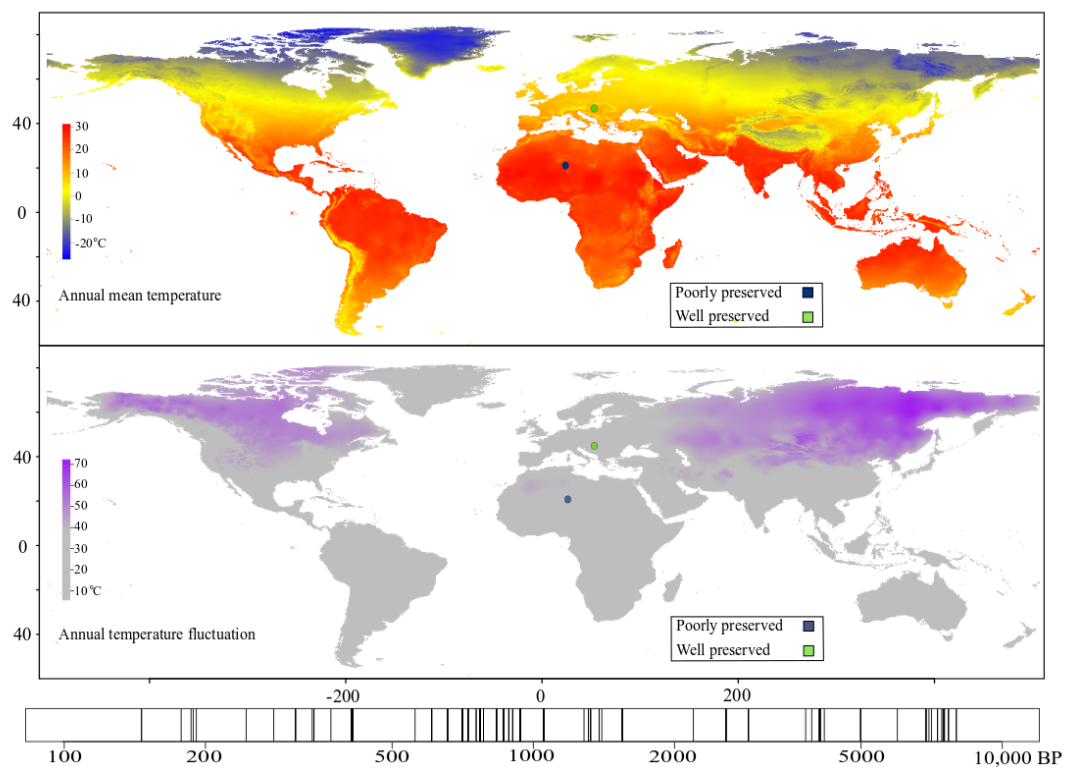 40
0
40
30
20
10
0
-10
-20°C
Annual mean temperature
Poorly preserved
Well preserved
40
0
40
70
60
50
40
30
20
10°C
Annual temperature fluctuation
Poorly preserved
Well preserved
-200 0 200
100 200 500 1000 2000 5000 10,000 BP